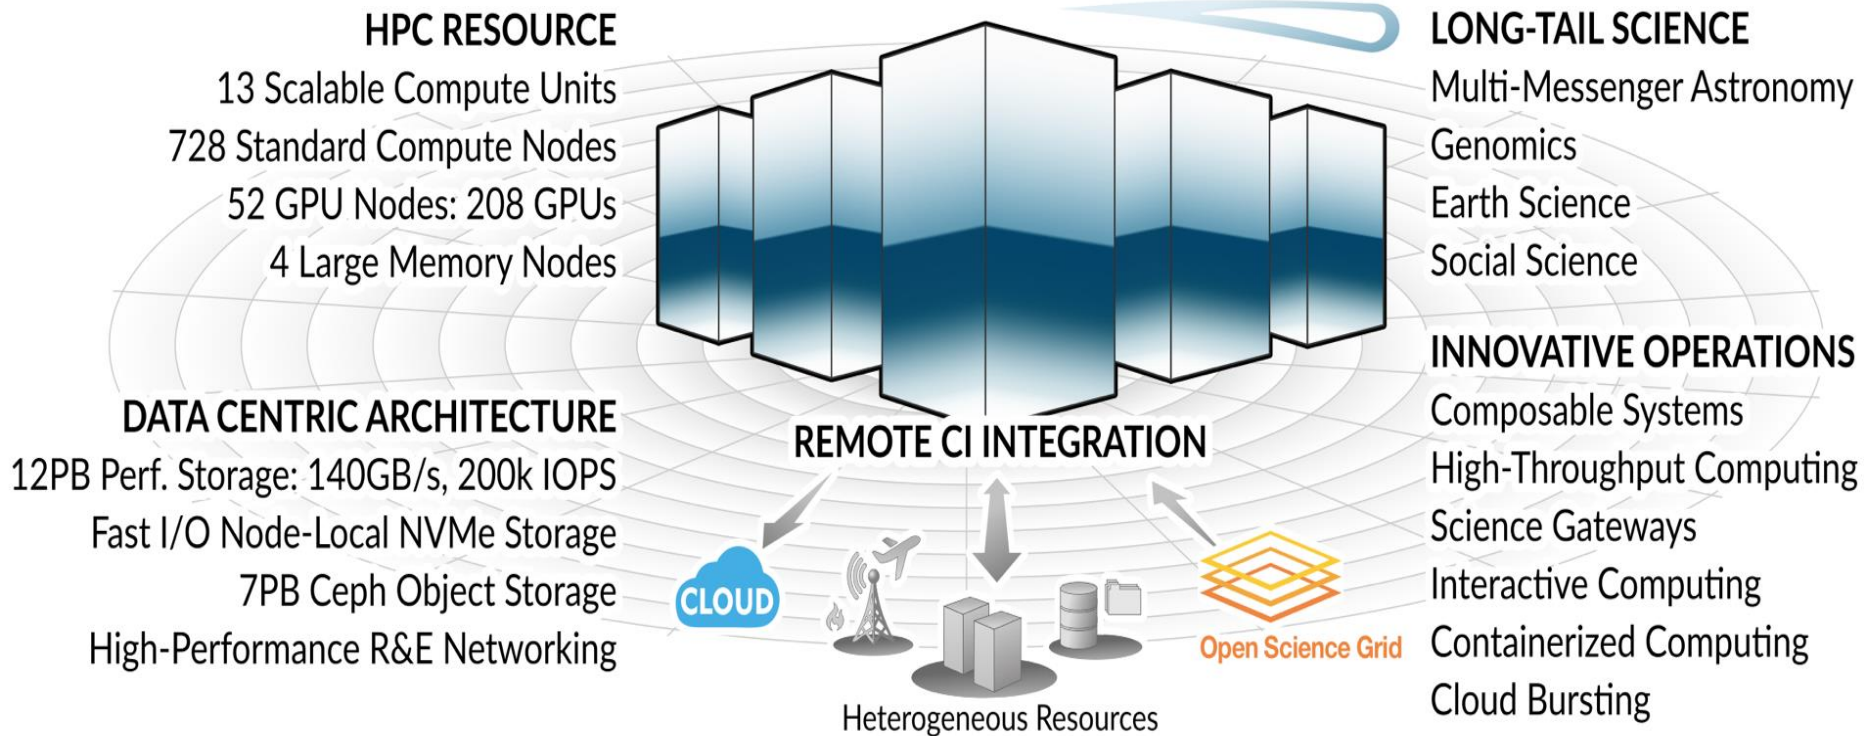 HPC RESOURCE
13 Scalable Compute Units
728 Standard Compute Nodes
52 GPU Nodes: 208 GPUs
4 Large Memory Nodes
DATA CENTRIC ARCHITECTURE
12PB Perf. Storage: 140GB/s, 200k IOPS
Fast I/O Node-Local NVMe Storage
7PB Ceph Object Storage
High-Performance R&E Networking
REMOTE CI INTEGRATION
CLOUD
Heterogeneous Resources
Open Science Grid
LONG-TAIL SCIENCE
Multi-Messenger Astronomy
Genomics
Earth Science
Social Science
INNOVATIVE OPERATIONS
Composable Systems
High-Throughput Computing
Science Gateways
Interactive Computing
Containerized Computing
Cloud Bursting